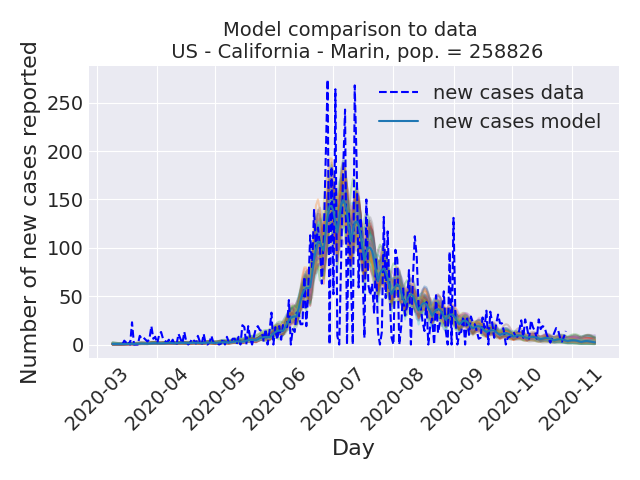 Model comparison to data
US - California - Marin, pop. = 258826
Number of new cases reported
250
200
150
100
50
0
new cases data
new cases model
2020-03
2020-04
2020-05
2020-06
2020-07
2020-08
2020-09
2020-10
2020-11
Day